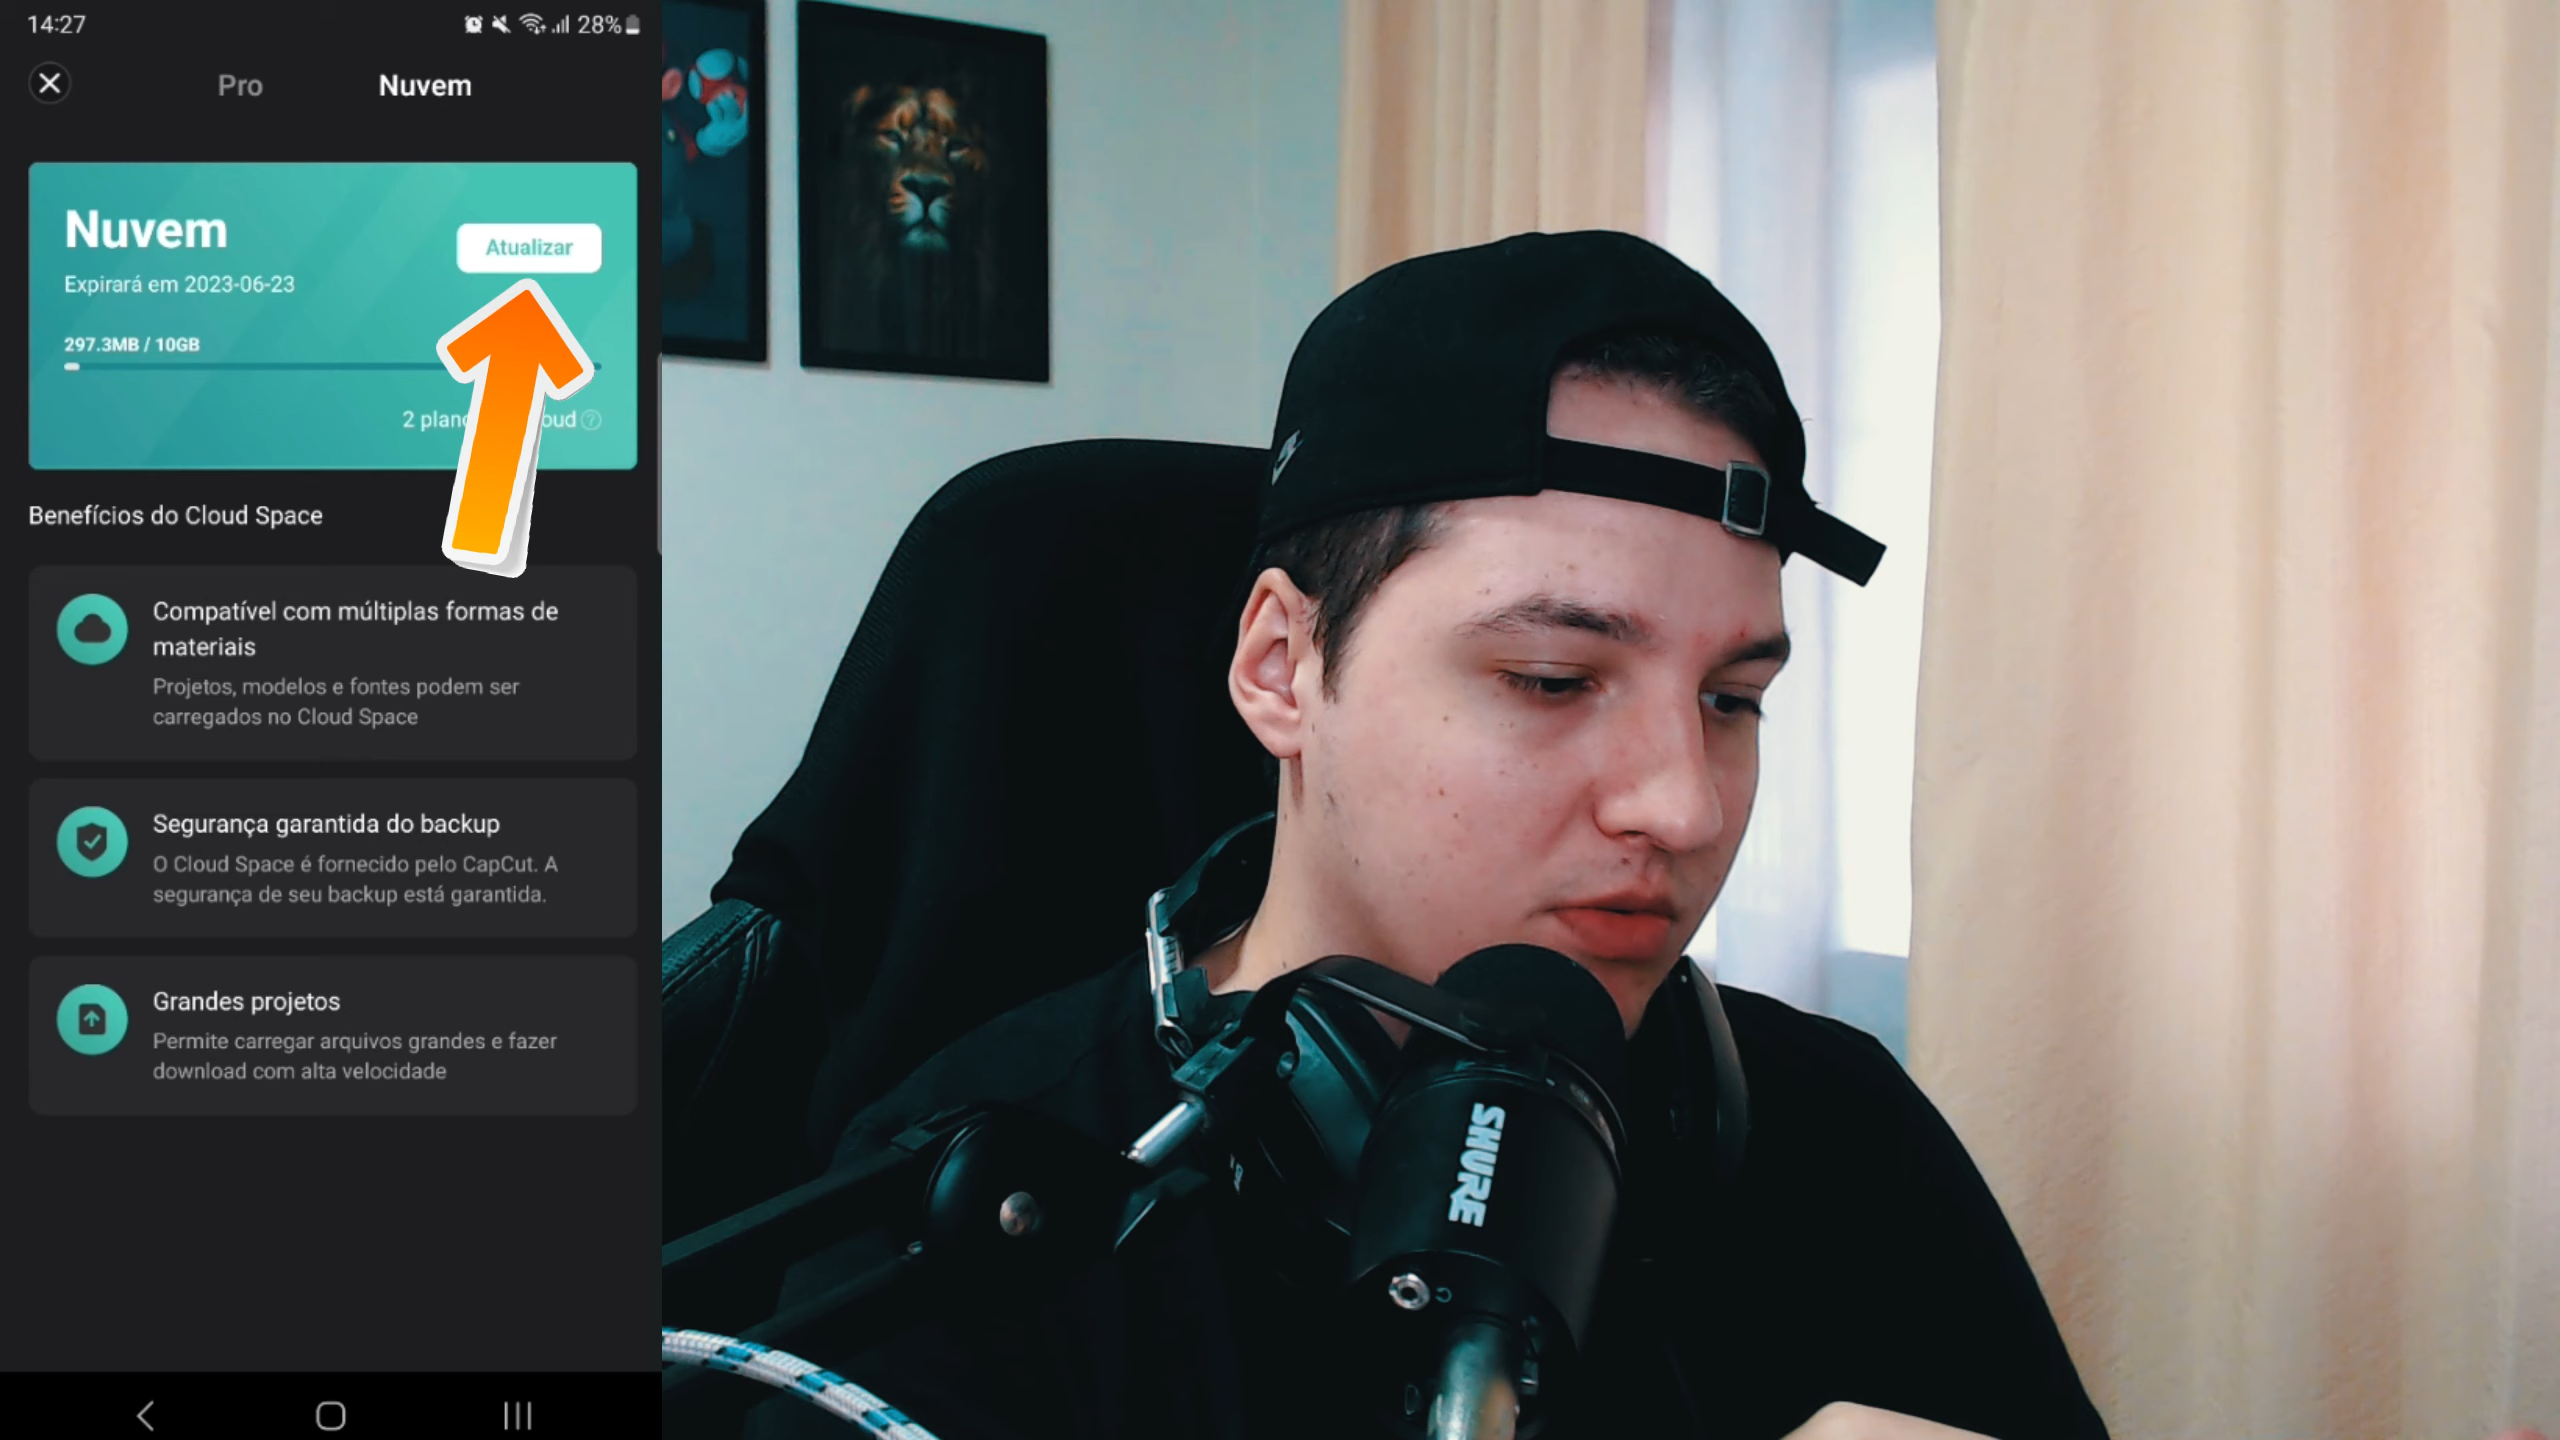 14:27
28%
Pro
Nuvem
Nuvem
Atualizar
Expirará em 2023-06-23
297.3MB / 10GB
2
Benefícios do Cloud Space
Compatível com múltiplas formas de
materiais
Projetos, modelos e fontes podem ser
carregados no Cloud Space
Segurança garantida do backup
O Cloud Space é fornecido pelo CapCut. A
segurança de seu backup está garantida.
Grandes projetos
Permite carregar arquivos grandes e fazer
download com alta velocidade
SHURE